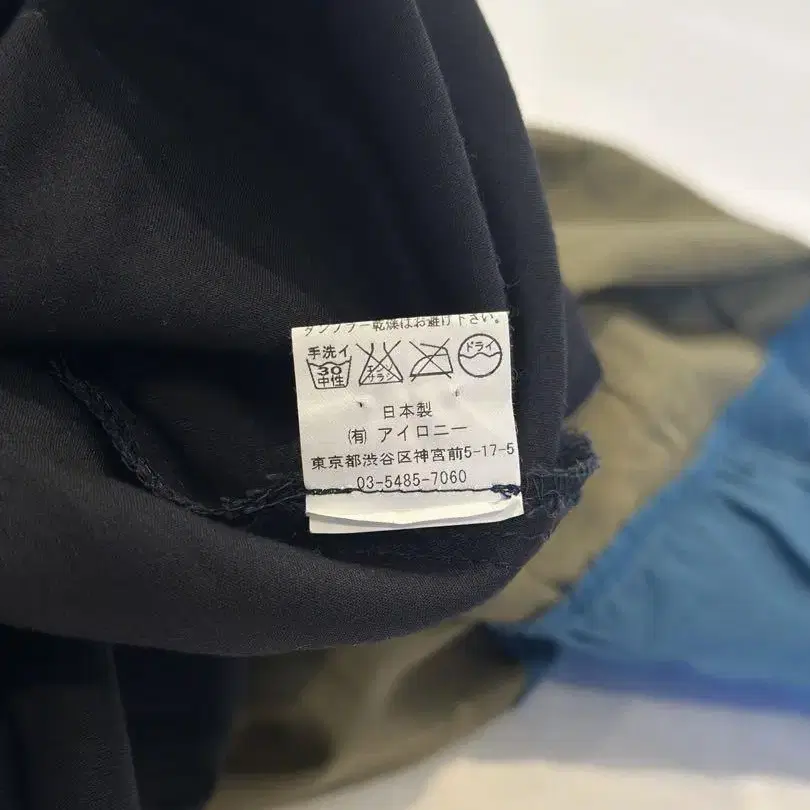 タンブラー乾燥はお避け下さい。
手洗イ 30 中性 エンソ サラシ ドライ
日本製
(有) アイロニー
東京都渋谷区神宮前5-17-5
03-5485-7060